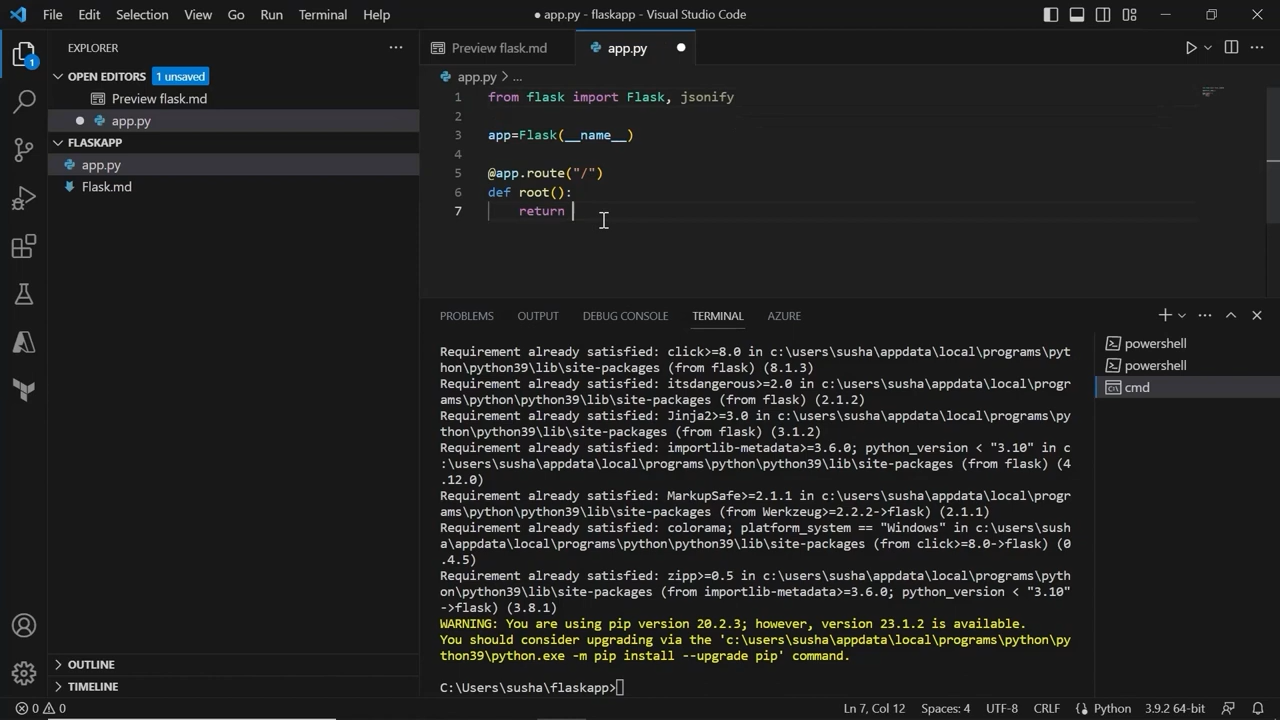 File Edit Selection View Go Run Terminal Help
● app.py - flaskapp - Visual Studio Code
EXPLORER
1
OPEN EDITORS 1 unsaved
Preview flask.md
app.py
FLASKAPP
app.py
Flask.md
OUTLINE
TIMELINE
Preview flask.md
app.py
app.py > ...
1 from flask import Flask, jsonify
2
3 app=Flask(__name__)
4
5 @app.route("/")
6 def root():
7 return
PROBLEMS OUTPUT DEBUG CONSOLE TERMINAL AZURE
powershell
powershell
cmd
Requirement already satisfied: click>=8.0 in c:\users\susha\appdata\local\programs\pyt
hon\python39\lib\site-packages (from flask) (8.1.3)
Requirement already satisfied: itsdangerous>=2.0 in c:\users\susha\appdata\local\progr
ams\python\python39\lib\site-packages (from flask) (2.1.2)
Requirement already satisfied: Jinja2>=3.0 in c:\users\susha\appdata\local\programs\py
thon\python39\lib\site-packages (from flask) (3.1.2)
Requirement already satisfied: importlib-metadata>=3.6.0; python_version < "3.10" in c
:\users\susha\appdata\local\programs\python\python39\lib\site-packages (from flask) (4
.12.0)
Requirement already satisfied: MarkupSafe>=2.1.1 in c:\users\susha\appdata\local\progr
ams\python\python39\lib\site-packages (from Werkzeug>=2.2.2->flask) (2.1.1)
Requirement already satisfied: colorama; platform_system == "Windows" in c:\users\sush
a\appdata\local\programs\python\python39\lib\site-packages (from click>=8.0->flask) (0
.4.5)
Requirement already satisfied: zipp>=0.5 in c:\users\susha\appdata\local\programs\pyth
on\python39\lib\site-packages (from importlib-metadata>=3.6.0; python_version < "3.10"
->flask) (3.8.1)
WARNING: You are using pip version 20.2.3; however, version 23.1.2 is available.
You should consider upgrading via the 'c:\users\susha\appdata\local\programs\python\py
thon39\python.exe -m pip install --upgrade pip' command.
C:\Users\susha\flaskapp>
0 0
Ln 7, Col 12 Spaces: 4 UTF-8 CRLF Python 3.9.2 64-bit